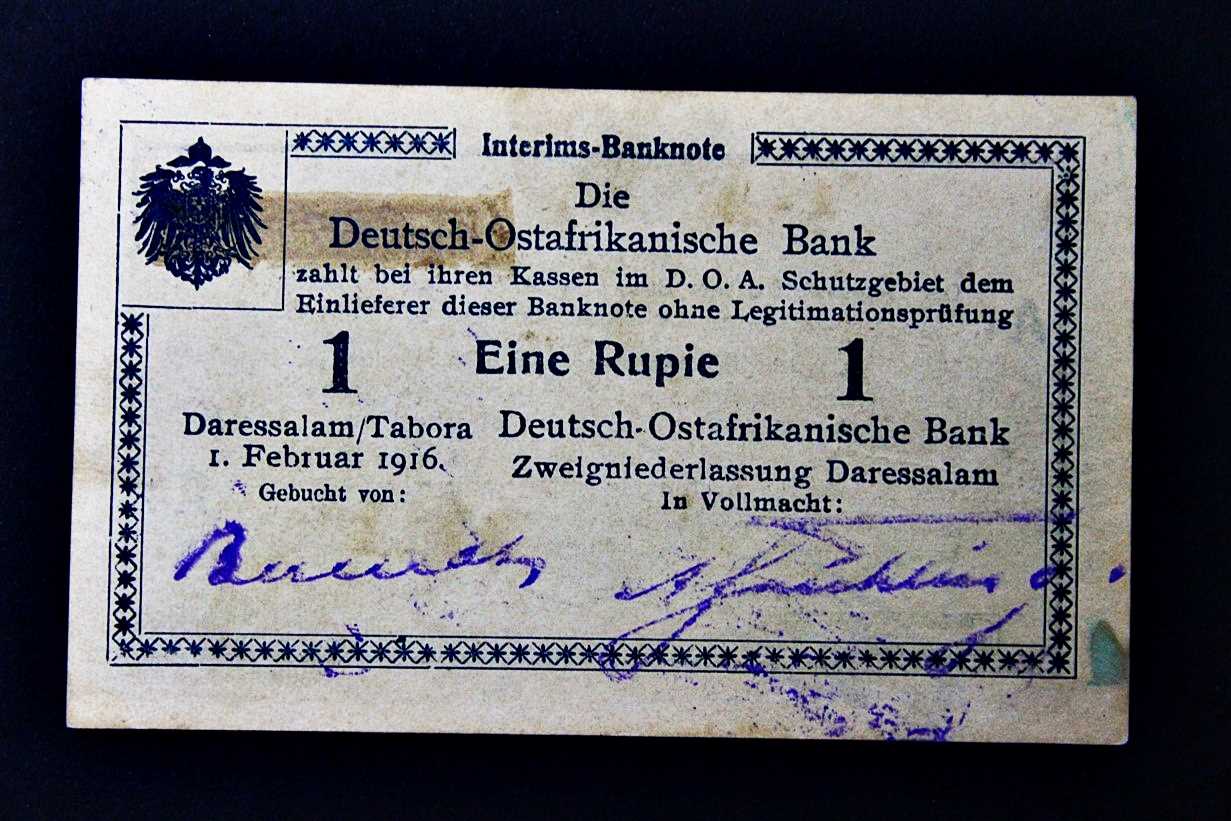 Interims-Banknote
Die
Deutsch-Ostafrikanische Bank
zahlt bei ihren Kassen im D. O. A. Schutzgebiet dem
Einlieferer dieser Banknote ohne Legitimationsprüfung
1 Eine Rupie 1
Daressalam/Tabora
1. Februar 1916.
Gebucht von:
Deutsch-Ostafrikanische Bank
Zweigniederlassung Daressalam
In Vollmacht: